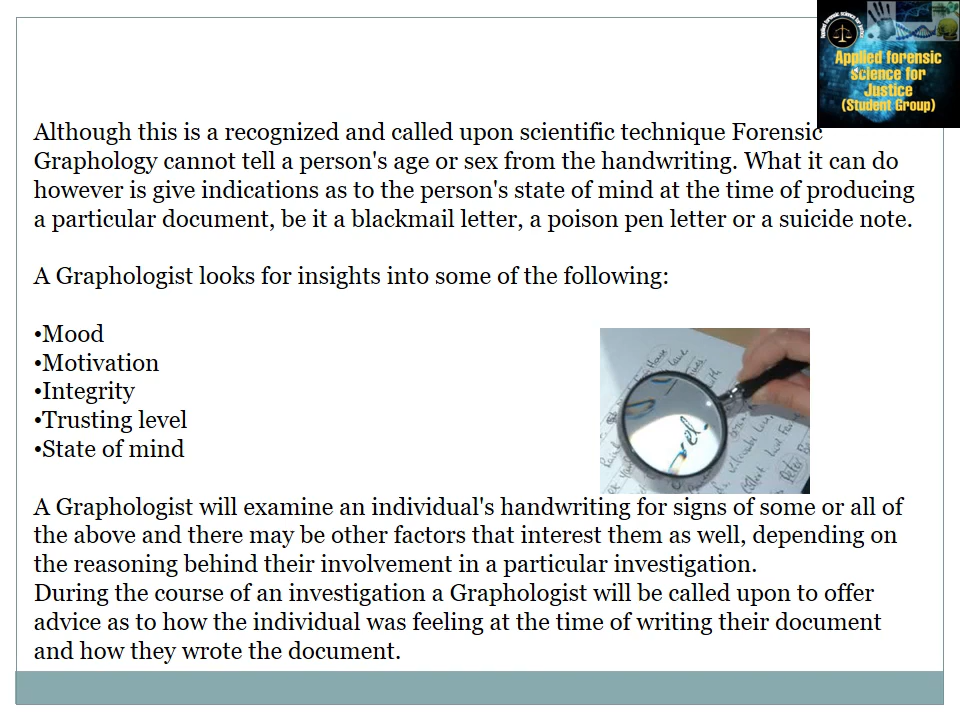 Applied forensic science for justice
Applied forensic
science for
Justice
(Student Group)
Although this is a recognized and called upon scientific technique Forensic
Graphology cannot tell a person's age or sex from the handwriting. What it can do
however is give indications as to the person's state of mind at the time of producing
a particular document, be it a blackmail letter, a poison pen letter or a suicide note.
A Graphologist looks for insights into some of the following:
•Mood
•Motivation
•Integrity
•Trusting level
•State of mind
A Graphologist will examine an individual's handwriting for signs of some or all of
the above and there may be other factors that interest them as well, depending on
the reasoning behind their involvement in a particular investigation.
During the course of an investigation a Graphologist will be called upon to offer
advice as to how the individual was feeling at the time of writing their document
and how they wrote the document.